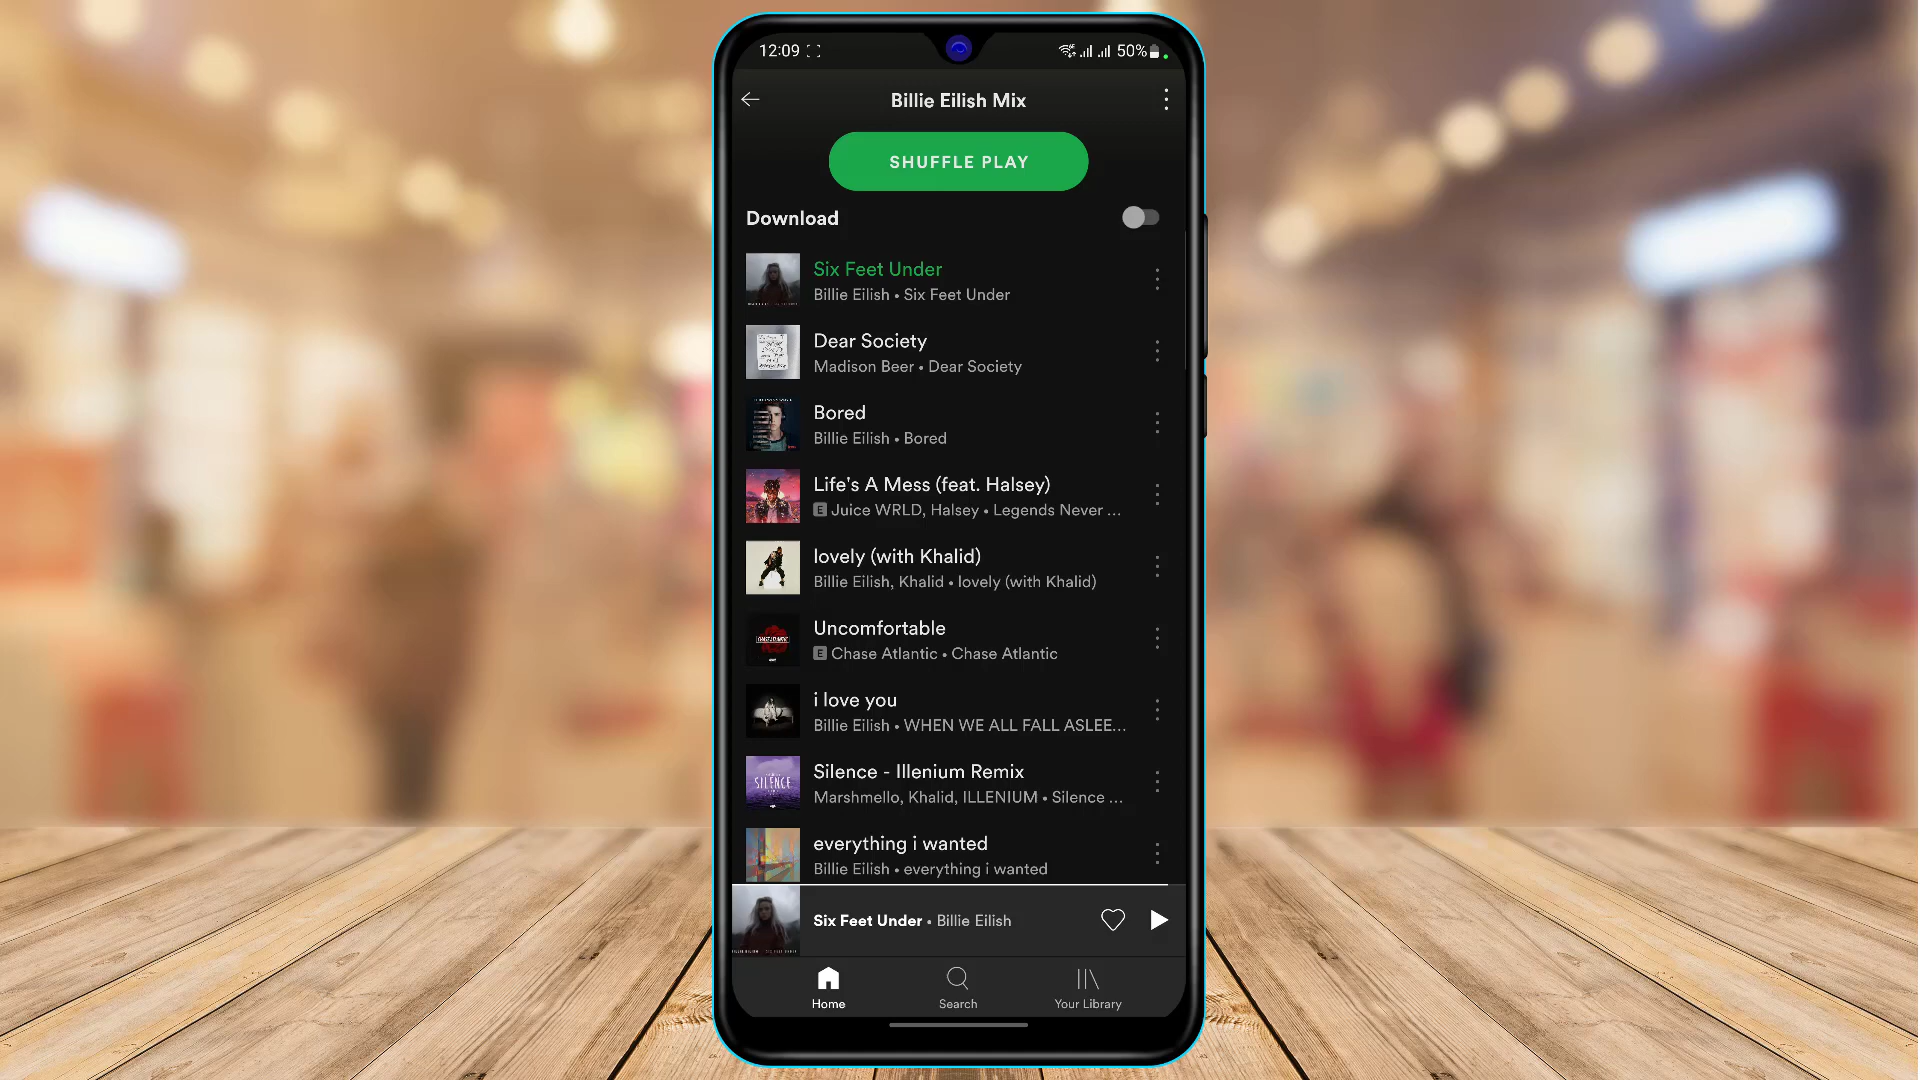 12:09 50%
Billie Eilish Mix
SHUFFLE PLAY
Download
Six Feet Under
Billie Eilish • Six Feet Under
Dear Society
Madison Beer • Dear Society
Bored
Billie Eilish • Bored
Life's A Mess (feat. Halsey)
E Juice WRLD, Halsey • Legends Never ...
lovely (with Khalid)
Billie Eilish, Khalid • lovely (with Khalid)
Uncomfortable
E Chase Atlantic • Chase Atlantic
i love you
Billie Eilish • WHEN WE ALL FALL ASLEE...
SILENCE
Silence - Illenium Remix
Marshmello, Khalid, ILLENIUM • Silence ...
everything i wanted
Billie Eilish • everything i wanted
Six Feet Under • Billie Eilish
Home Search Your Library